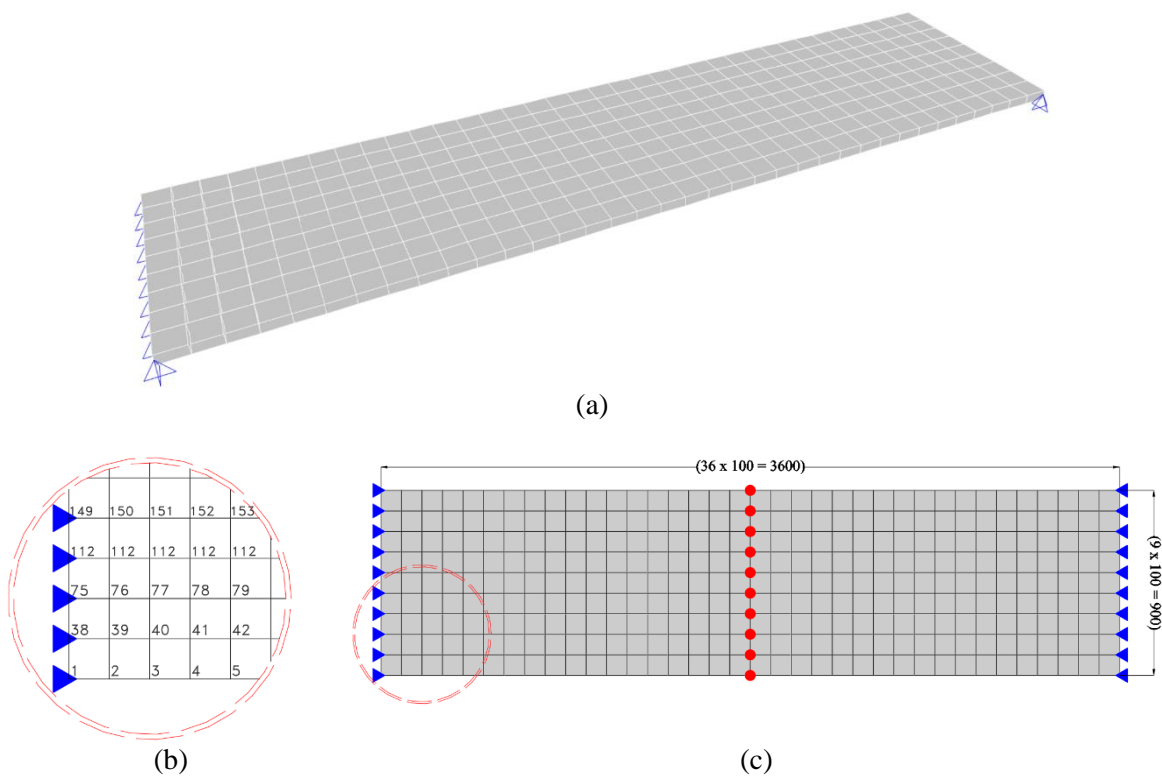 (a)
(36 x 100 = 3600)
(9 x 100 = 900)
149 150 151 152 153
112 112 112 112 112
75 76 77 78 79
38 39 40 41 42
1 2 3 4 5
(b)
(c)